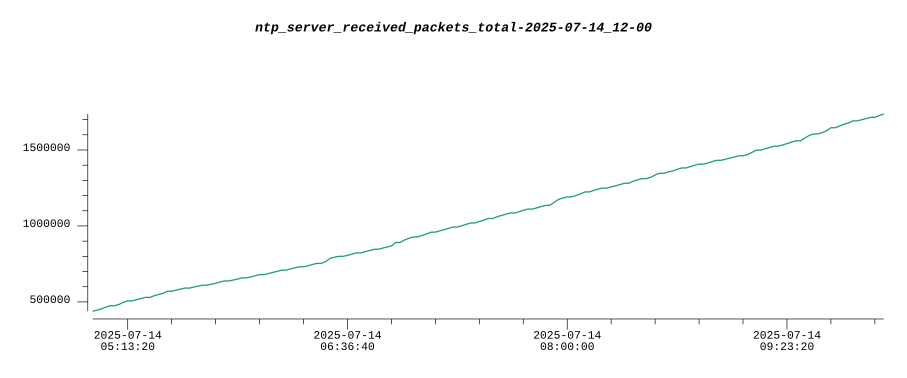 ntp_server_received_packets_total-2025-07-14_12-00
1500000
1000000
500000
2025-07-14 2025-07-14 2025-07-14 2025-07-14
05:13:20 06:36:40 08:00:00 09:23:20